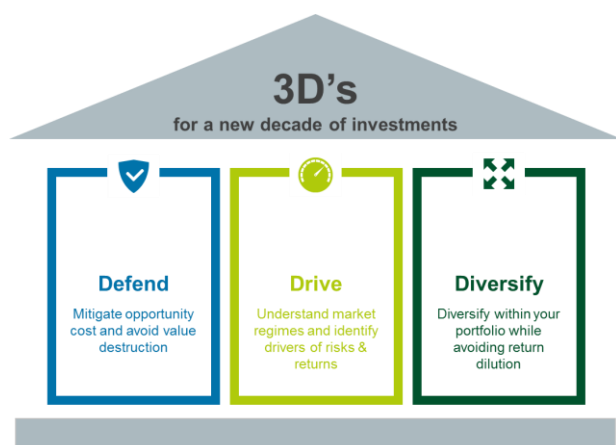 3D's
for a new decade of investments
Defend
Mitigate opportunity
cost and avoid value
destruction
Drive
Understand market
regimes and identify
drivers of risks &
returns
Diversify
Diversify within your
portfolio while
avoiding return
dilution